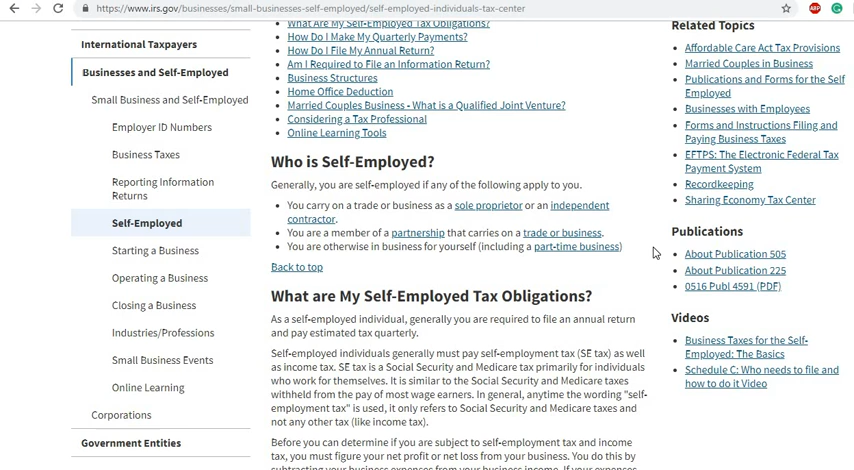 https://www.irs.gov/businesses/small-businesses-self-employed/self-employed-individuals-tax-center
ABP
International Taxpayers
Businesses and Self-Employed
Small Business and Self-Employed
Employer ID Numbers
Business Taxes
Reporting Information
Returns
Self-Employed
Starting a Business
Operating a Business
Closing a Business
Industries/Professions
Small Business Events
Online Learning
Corporations
Government Entities
What Are My Self-Employed Tax Obligations?
How Do I Make My Quarterly Payments?
How Do I File My Annual Return?
Am I Required to File an Information Return?
Business Structures
Home Office Deduction
Married Couples Business - What is a Qualified Joint Venture?
Considering a Tax Professional
Online Learning Tools
Who is Self-Employed?
Generally, you are self-employed if any of the following apply to you.
You carry on a trade or business as a sole proprietor or an independent
contractor.
You are a member of a partnership that carries on a trade or business.
You are otherwise in business for yourself (including a part-time business)
Back to top
What are My Self-Employed Tax Obligations?
As a self-employed individual, generally you are required to file an annual return
and pay estimated tax quarterly.
Self-employed individuals generally must pay self-employment tax (SE tax) as well
as income tax. SE tax is a Social Security and Medicare tax primarily for individuals
who work for themselves. It is similar to the Social Security and Medicare taxes
withheld from the pay of most wage earners. In general, anytime the wording "self-
employment tax" is used, it only refers to Social Security and Medicare taxes and
not any other tax (like income tax).
Before you can determine if you are subject to self-employment tax and income
tax, you must figure your net profit or net loss from your business. You do this by
subtracting your business expenses from your business income. If your expenses
Related Topics
Affordable Care Act Tax Provisions
Married Couples in Business
Publications and Forms for the Self
Employed
Businesses with Employees
Forms and Instructions Filing and
Paying Business Taxes
EFTPS: The Electronic Federal Tax
Payment System
Recordkeeping
Sharing Economy Tax Center
Publications
About Publication 505
About Publication 225
0516 Publ 4591 (PDF)
Videos
Business Taxes for the Self-
Employed: The Basics
Schedule C: Who needs to file and
how to do it Video